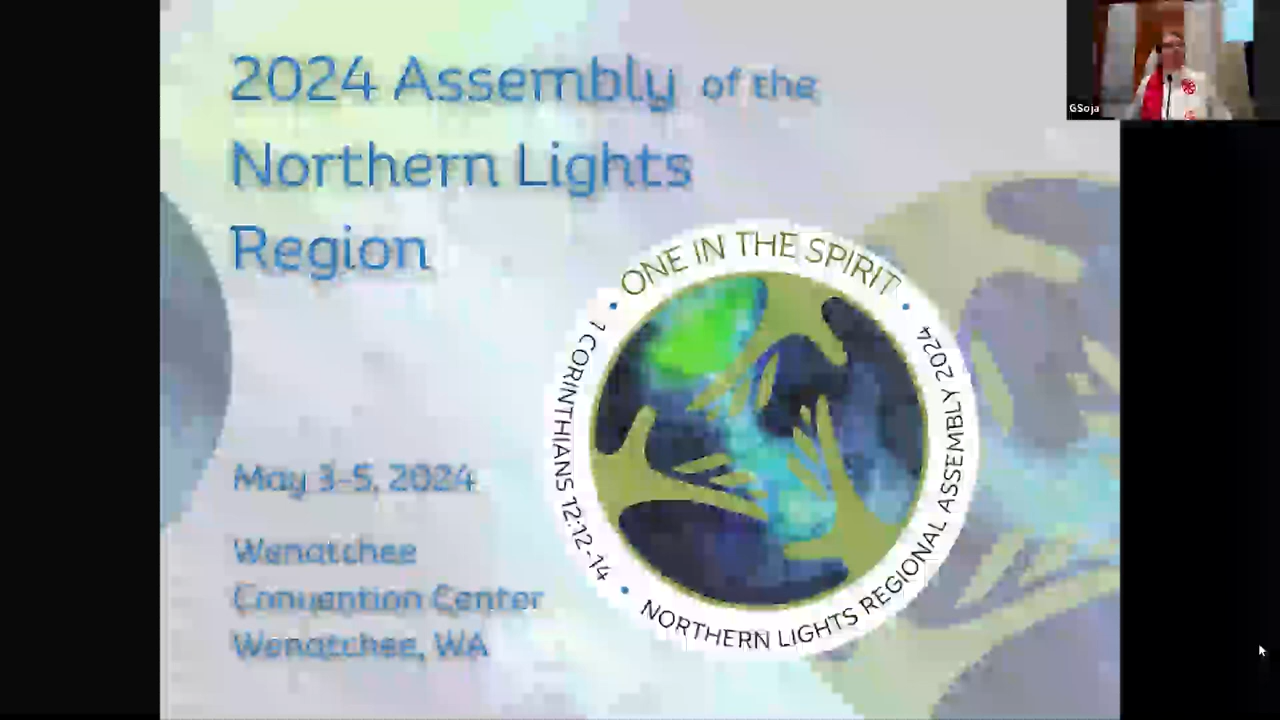 2024 Assembly of the
Northern Lights
Region
ONE IN THE SPIRIT
1 CORINTHIANS 12:12-14
NORTHERN LIGHTS REGIONAL ASSEMBLY 2024
May 3-5, 2024
Wenatchee
Convention Center
Wenatchee, WA
GSoja